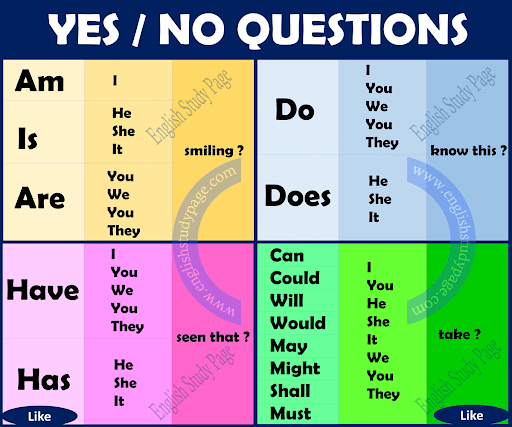 YES / NO QUESTIONS
Am
I
Is
He
She
It
Are
You
We
You
They
smiling ?
English Study Page
Do
I
You
We
You
They
Does
He
She
It
know this ?
English Study Page
www.englishstudypage.com
www.englishstudypage.com
Have
I
You
We
You
They
Has
He
She
It
seen that ?
English Study Page
Like
Can
Could
Will
Would
May
Might
Shall
Must
I
You
He
She
It
We
You
They
take ?
English Study Page
Like